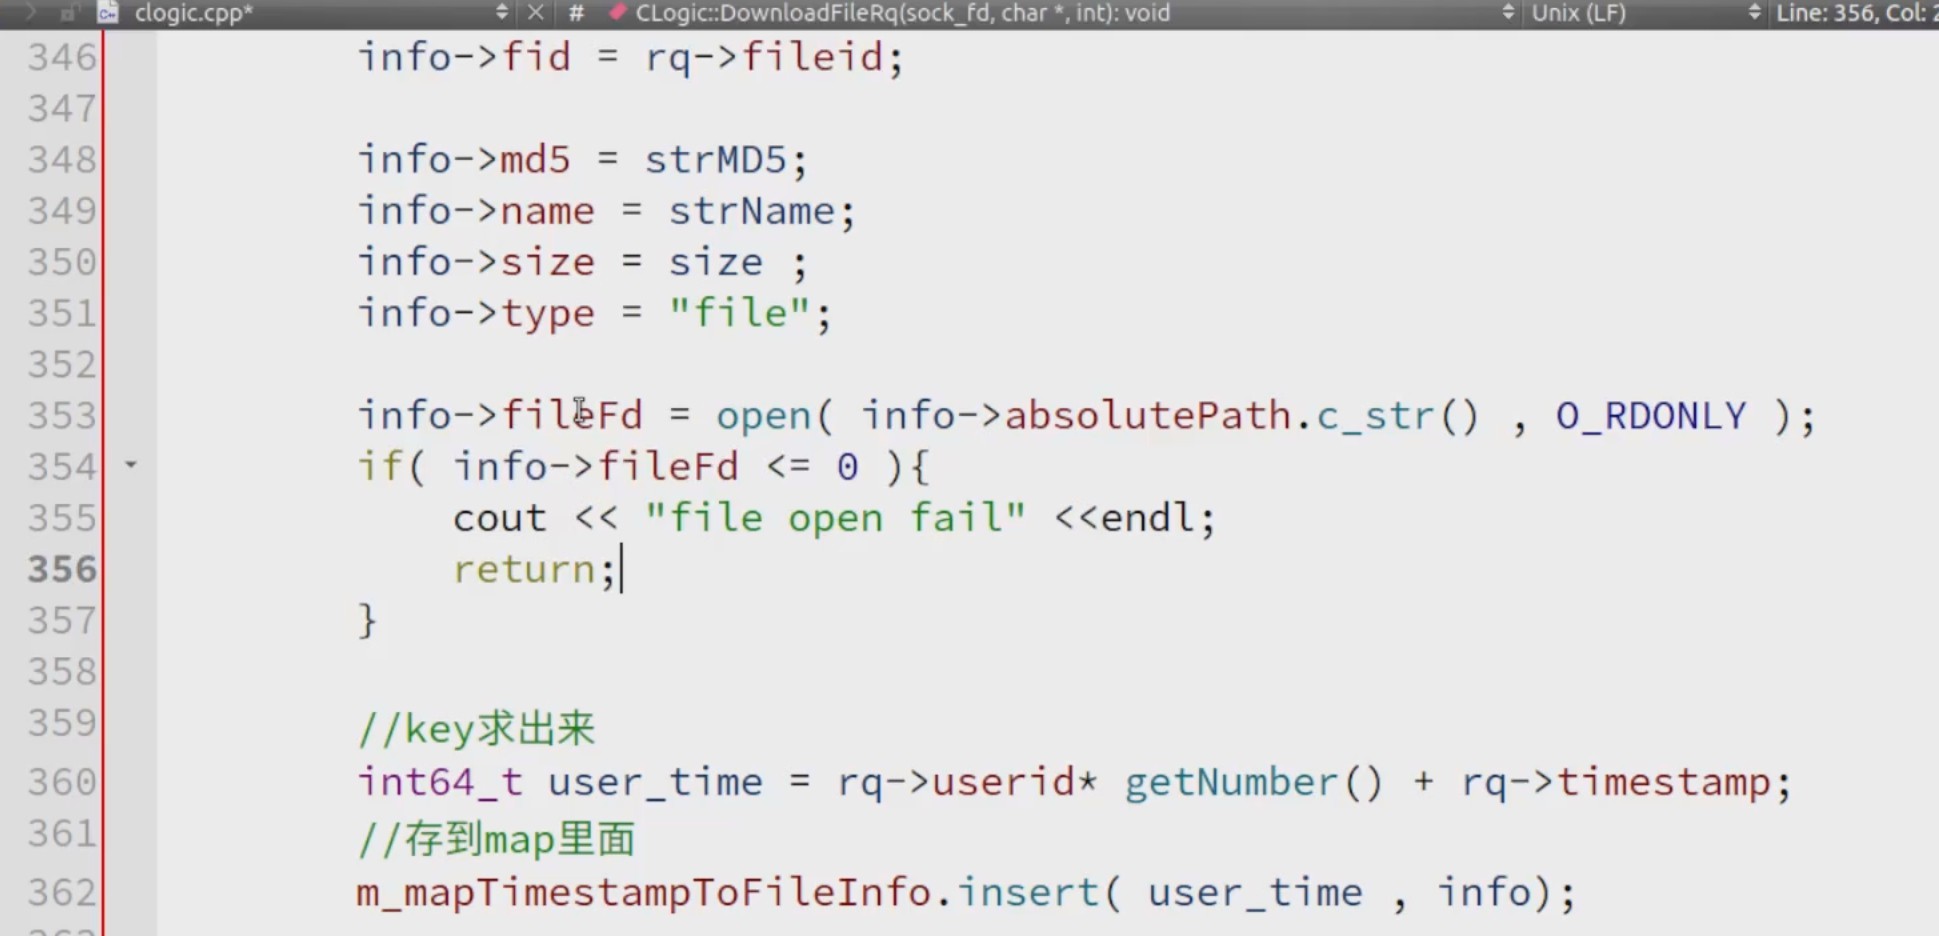 clogic.cpp* # CLogic::DownloadFileRq(sock_fd, char *, int): void Unix (LF) Line: 356, Col:
346 info->fid = rq->fileid;
347
348 info->md5 = strMD5;
349 info->name = strName;
350 info->size = size ;
351 info->type = "file";
352
353 info->fileFd = open( info->absolutePath.c_str() , O_RDONLY );
354 if( info->fileFd <= 0 ){
355 cout << "file open fail" <<endl;
356 return;
357 }
358
359 //key求出来
360 int64_t user_time = rq->userid* getNumber() + rq->timestamp;
361 //存到map里面
362 m_mapTimestampToFileInfo.insert( user_time , info);